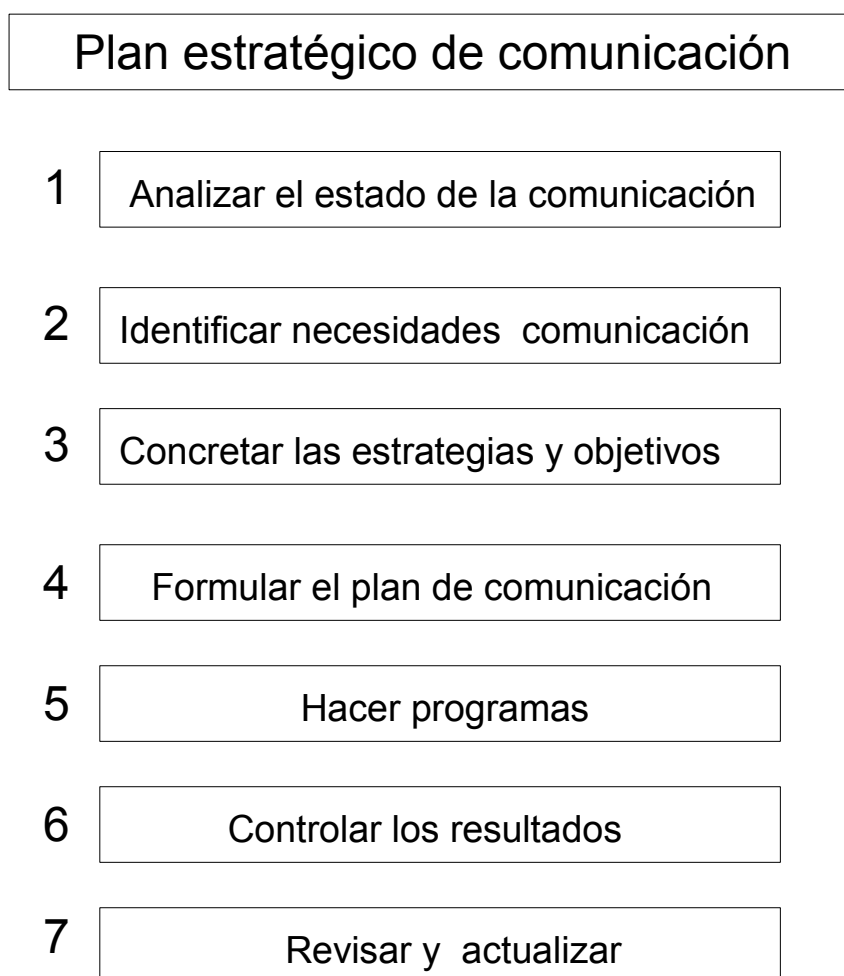 Plan estratégico de comunicación
1 Analizar el estado de la comunicación
2 Identificar necesidades comunicación
3 Concretar las estrategias y objetivos
4 Formular el plan de comunicación
5 Hacer programas
6 Controlar los resultados
7 Revisar y actualizar